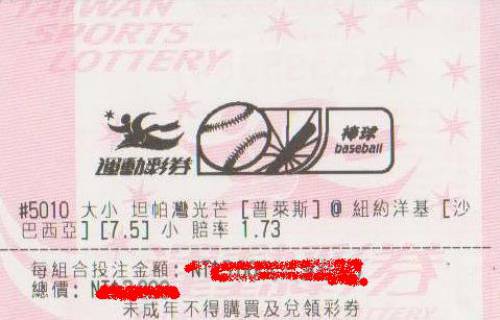 TAIWAN
SPORTS
LOTTERY
運動彩券
棒球
baseball
#5010 大小 坦帕灣光芒 [普萊斯] @ 紐約洋基 [沙
巴西亞] [7.5] 小 賠率 1.73
每組合投注金額:
總價:
未成年不得購買及兌領彩券